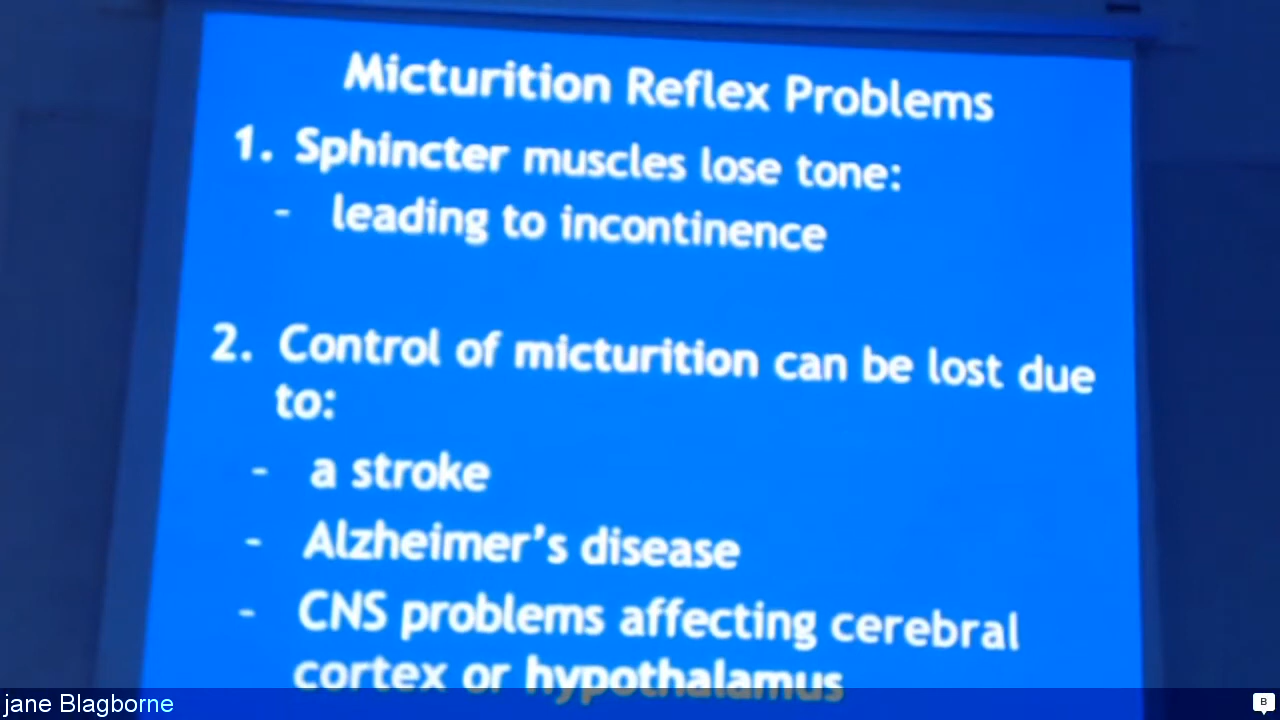 Micturition Reflex Problems
1. Sphincter muscles lose tone:
- leading to incontinence
2. Control of micturition can be lost due
to:
- a stroke
- Alzheimer's disease
- CNS problems affecting cerebral
cortex or hypothalamus
jane Blagborne
B